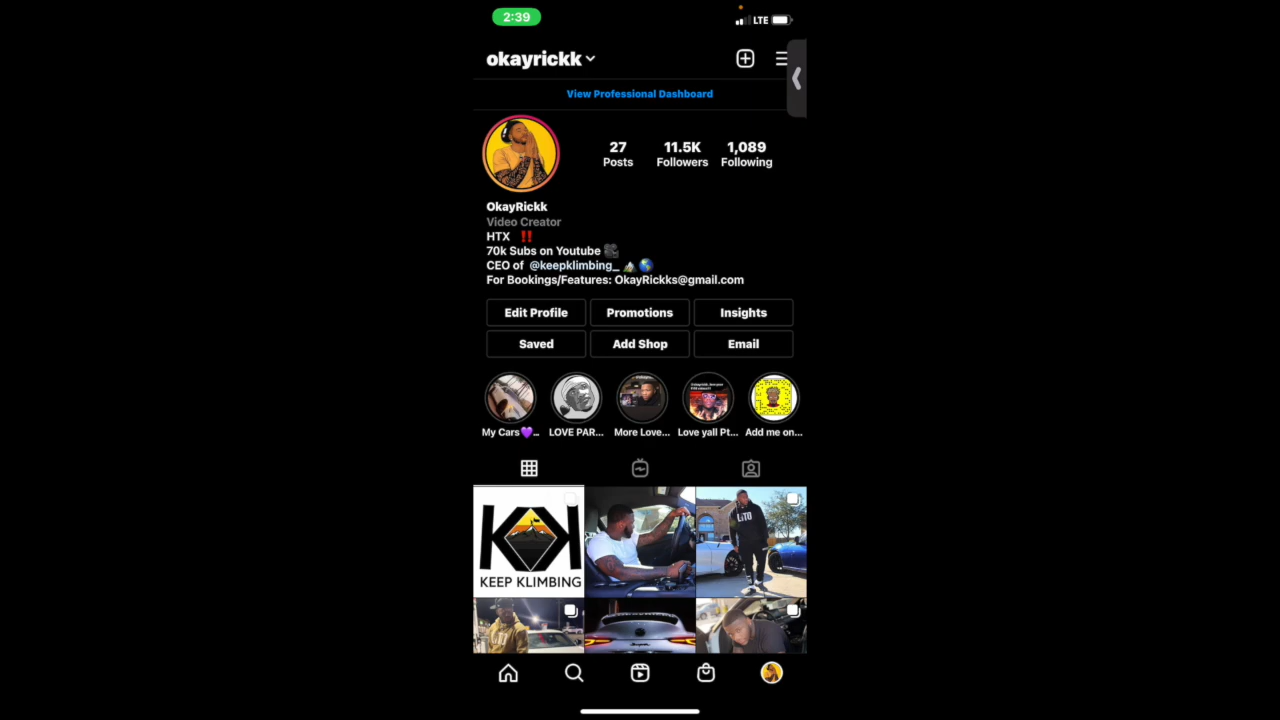 2:39
LTE
okayrickk
View Professional Dashboard
27 11.5K 1,089
Posts Followers Following
OkayRickk
Video Creator
HTX ‼️
70k Subs on Youtube 🎥
CEO of @keepklimbing_ ⛰️🌎
For Bookings/Features: OkayRickks@gmail.com
Edit Profile Promotions Insights
Saved Add Shop Email
My Cars💜... LOVE PAR... More Love... Love yall Pt... Add me on...
KK
KEEP KLIMBING
LITO